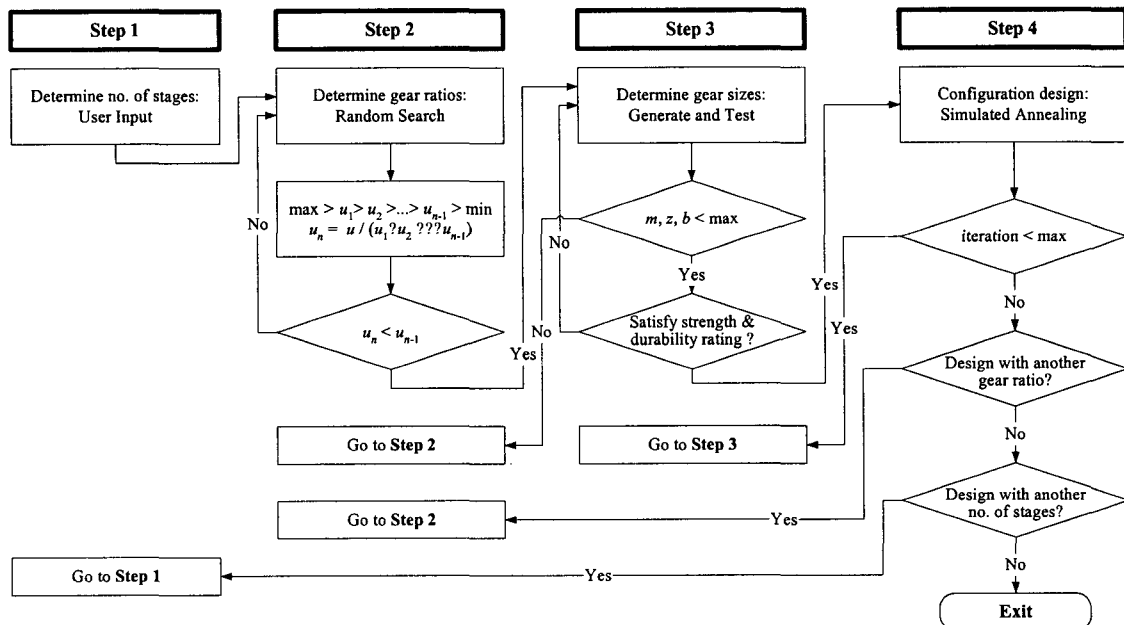 Step 1
Step 2
Step 3
Step 4
Determine no. of stages:
User Input
Determine gear ratios:
Random Search
Determine gear sizes:
Generate and Test
Configuration design:
Simulated Annealing
max > u₁> u₂ >...> uₙ₋₁ > min
uₙ = u / (u₁?u₂ ???uₙ₋₁)
No
uₙ < uₙ₋₁
Yes
m, z, b < max
No
Yes
No
Satisfy strength &
durability rating ?
Yes
iteration < max
Yes
No
Design with another
gear ratio?
No
Design with another
no. of stages?
Go to Step 2
Go to Step 3
Go to Step 2
Yes
Go to Step 1
Yes
No
Exit